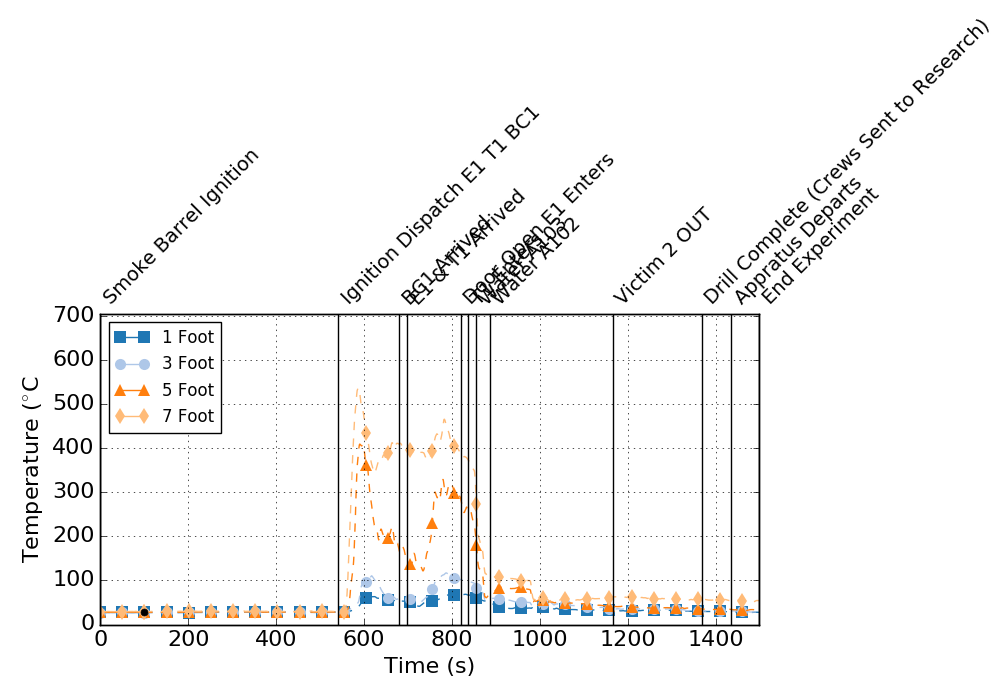 Smoke Barrel Ignition
Ignition Dispatch E1 T1 BC1
BC1 Arrived
E1 & T1 Arrived
Door Open E1 Enters
Water A103
Water A102
Victim 2 OUT
Drill Complete (Crews Sent to Research)
Appratus Departs
End Experiment
700
600
500
400
300
200
100
0
Temperature (°C
1 Foot
3 Foot
5 Foot
7 Foot
0 200 400 600 800 1000 1200 1400
Time (s)